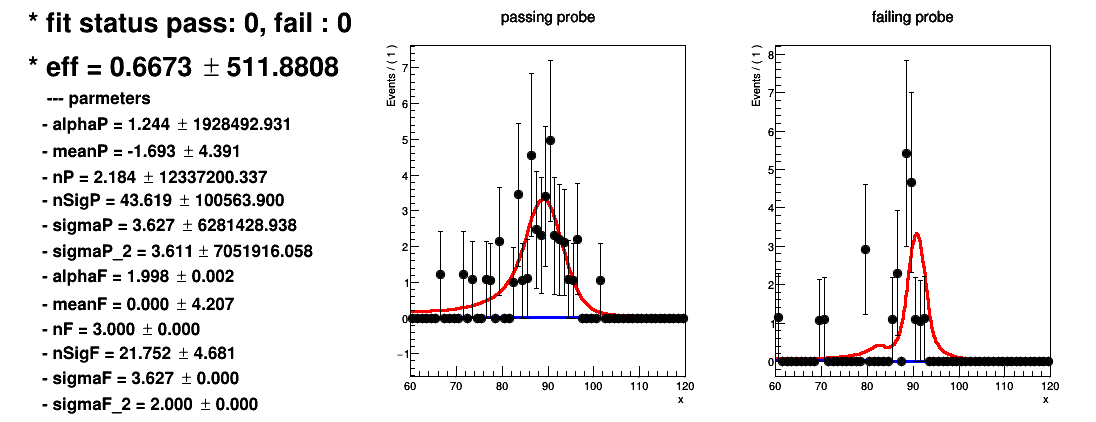 * fit status pass: 0, fail : 0
* eff = 0.6673 ± 511.8808
--- parmeters
- alphaP = 1.244 ± 1928492.931
- meanP = -1.693 ± 4.391
- nP = 2.184 ± 12337200.337
- nSigP = 43.619 ± 100563.900
- sigmaP = 3.627 ± 6281428.938
- sigmaP_2 = 3.611 ± 7051916.058
- alphaF = 1.998 ± 0.002
- meanF = 0.000 ± 4.207
- nF = 3.000 ± 0.000
- nSigF = 21.752 ± 4.681
- sigmaF = 3.627 ± 0.000
- sigmaF_2 = 2.000 ± 0.000
passing probe
Events / ( 1 )
7
6
5
4
3
2
1
0
−1
60 70 80 90 100 110 120
x
failing probe
Events / ( 1 )
8
7
6
5
4
3
2
1
0
60 70 80 90 100 110 120
x